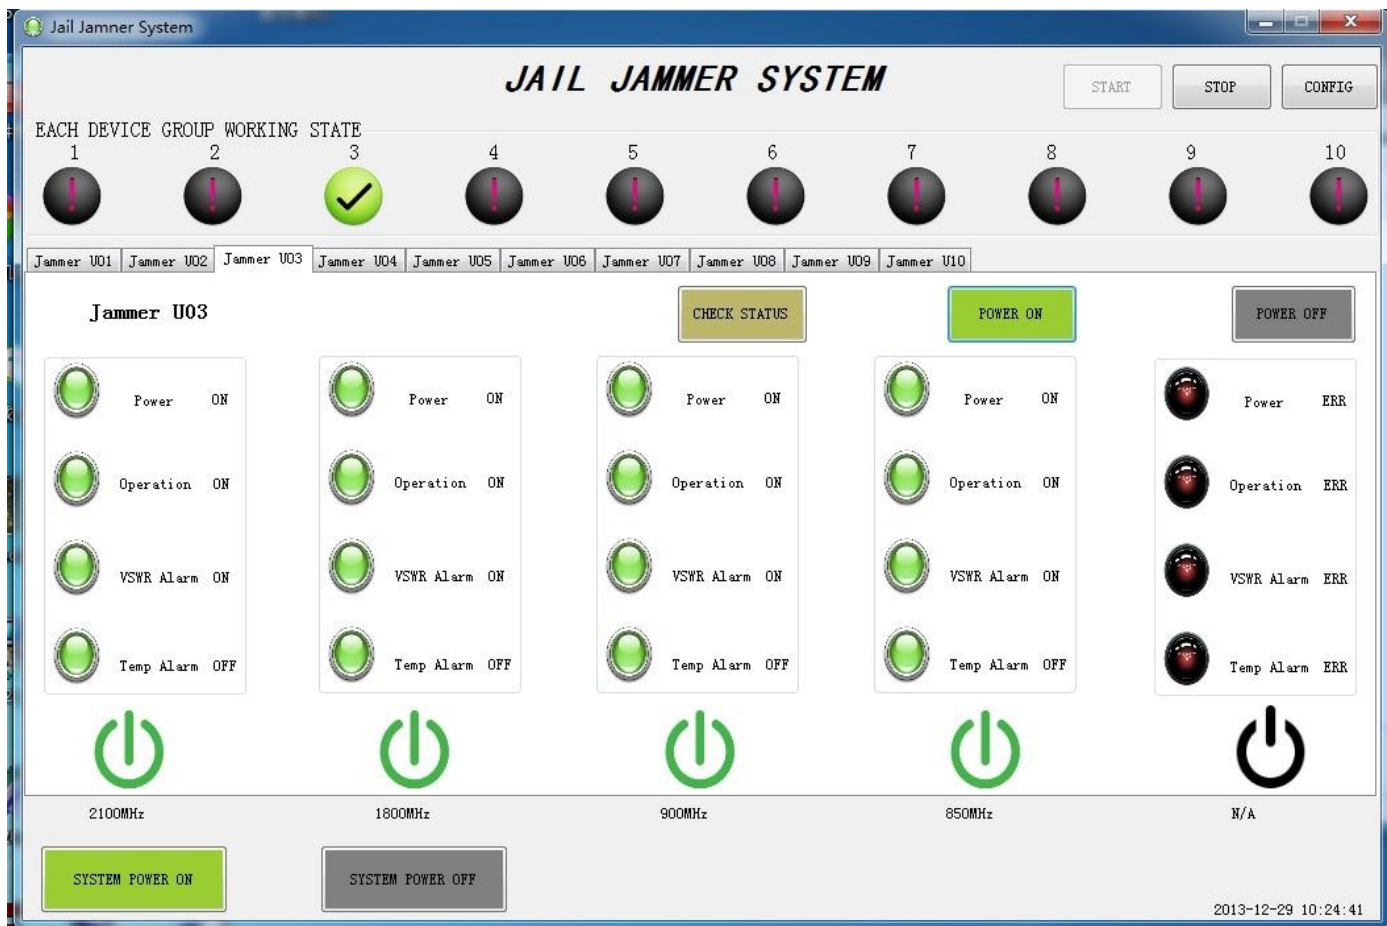 Jail Jamner System
JAIL JAMMER SYSTEM
START STOP CONFIG
EACH DEVICE GROUP WORKING STATE
1 2 3 4 5 6 7 8 9 10
Jammer U01 Jammer U02 Jammer U03 Jammer U04 Jammer U05 Jammer U06 Jammer U07 Jammer U08 Jammer U09 Jammer U10
Jammer U03 CHECK STATUS POWER ON POWER OFF
Power ON Power ON Power ON Power ON Power ERR
Operation ON Operation ON Operation ON Operation ON Operation ERR
VSWR Alarm ON VSWR Alarm ON VSWR Alarm ON VSWR Alarm ON VSWR Alarm ERR
Temp Alarm OFF Temp Alarm OFF Temp Alarm OFF Temp Alarm OFF Temp Alarm ERR
2100MHz 1800MHz 900MHz 850MHz N/A
SYSTEM POWER ON SYSTEM POWER OFF
2013-12-29 10:24:41